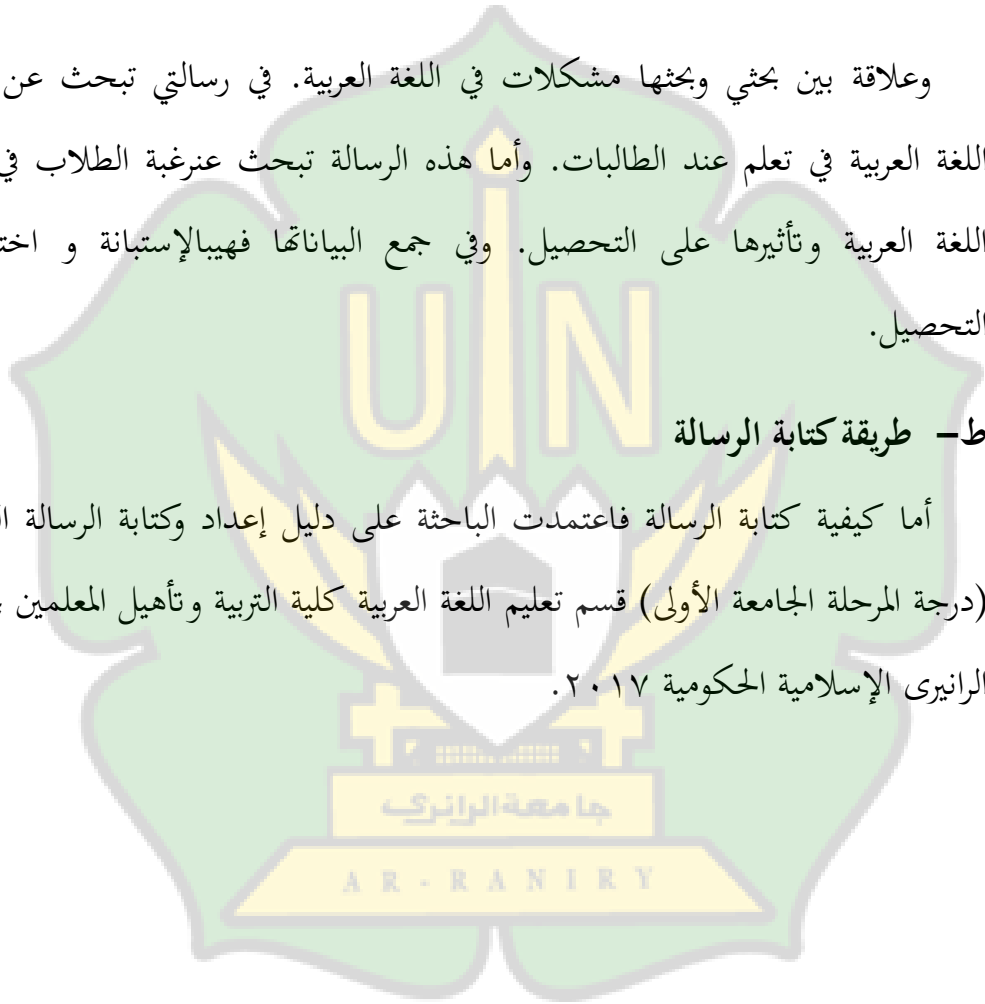 وعلاقة بين بحثي وبحثها مشكلات في اللغة العربية. في رسالتي تبحث عن
اللغة العربية في تعلم عند الطالبات. وأما هذه الرسالة تبحث عنرغبة الطلاب في
اللغة العربية وتأثيرها على التحصيل. وفي جمع البياناتها فهيبالإستبانة و
التحصيل.
ط– طريقة كتابة الرسالة
أما كيفية كتابة الرسالة فاعتمدت الباحثة على دليل إعداد وكتابة الرسالة
(درجة المرحلة الجامعة الأولى) قسم تعليم اللغة العربية كلية التربية وتأهيل المعلمين
الرانيرى الإسلامية الحكومية ٢٠١٧.
UIN
جامعة الرانري
AR-RANIRY